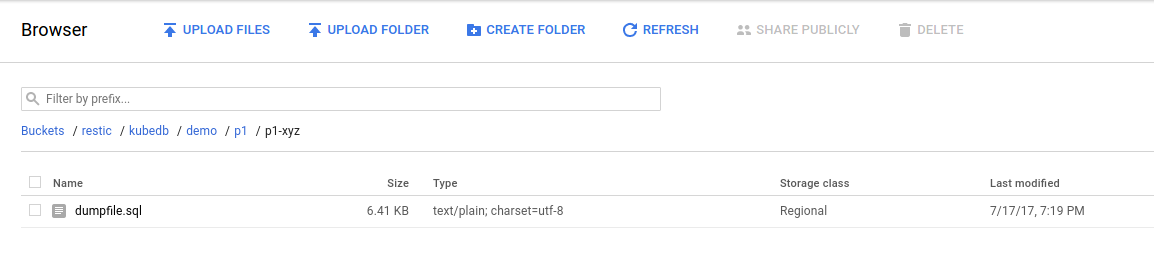 Browser UPLOAD FILES UPLOAD FOLDER CREATE FOLDER REFRESH SHARE PUBLICLY DELETE
Filter by prefix...
Buckets / restic / kubedb / demo / p1 / p1-xyz
Name Size Type Storage class Last modified
dumpfile.sql 6.41 KB text/plain; charset=utf-8 Regional 7/17/17, 7:19 PM